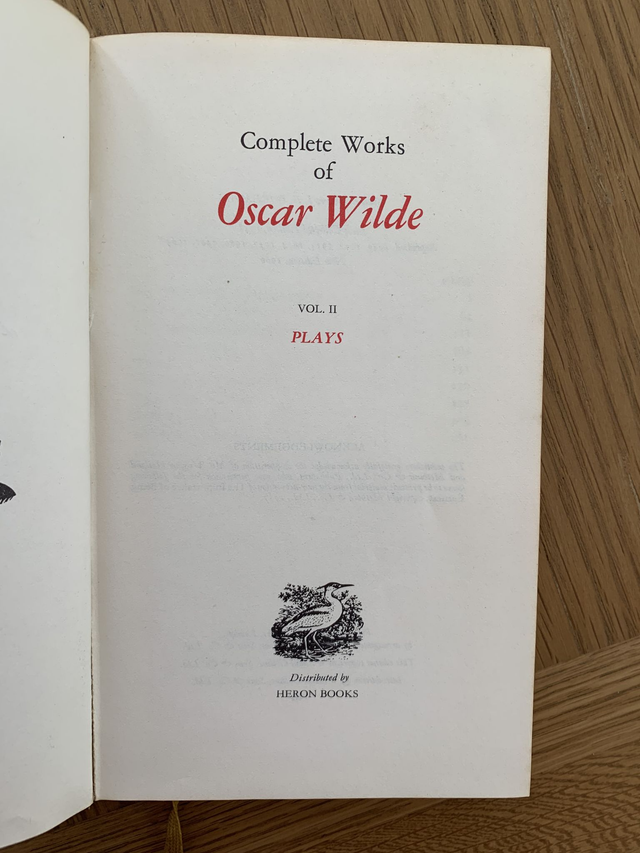 Complete Works
of
Oscar Wilde
VOL. II
PLAYS
Distributed by
HERON BOOKS